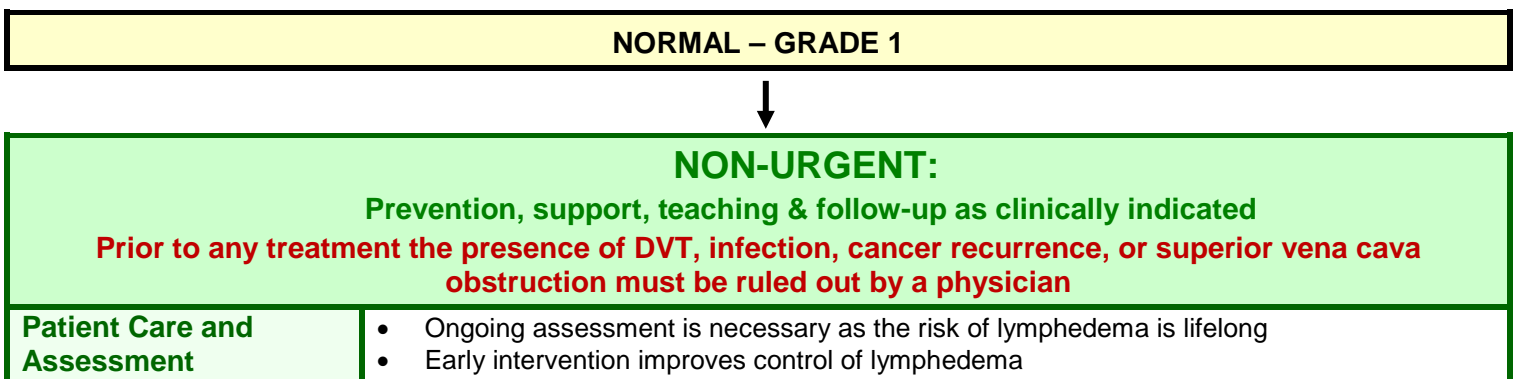 NORMAL – GRADE 1
NON-URGENT:
Prevention, support, teaching & follow-up as clinically indicated
Prior to any treatment the presence of DVT, infection, cancer recurrence, or superior vena cava
obstruction must be ruled out by a physician
Patient Care and
Assessment
• Ongoing assessment is necessary as the risk of lymphedema is lifelong
• Early intervention improves control of lymphedema